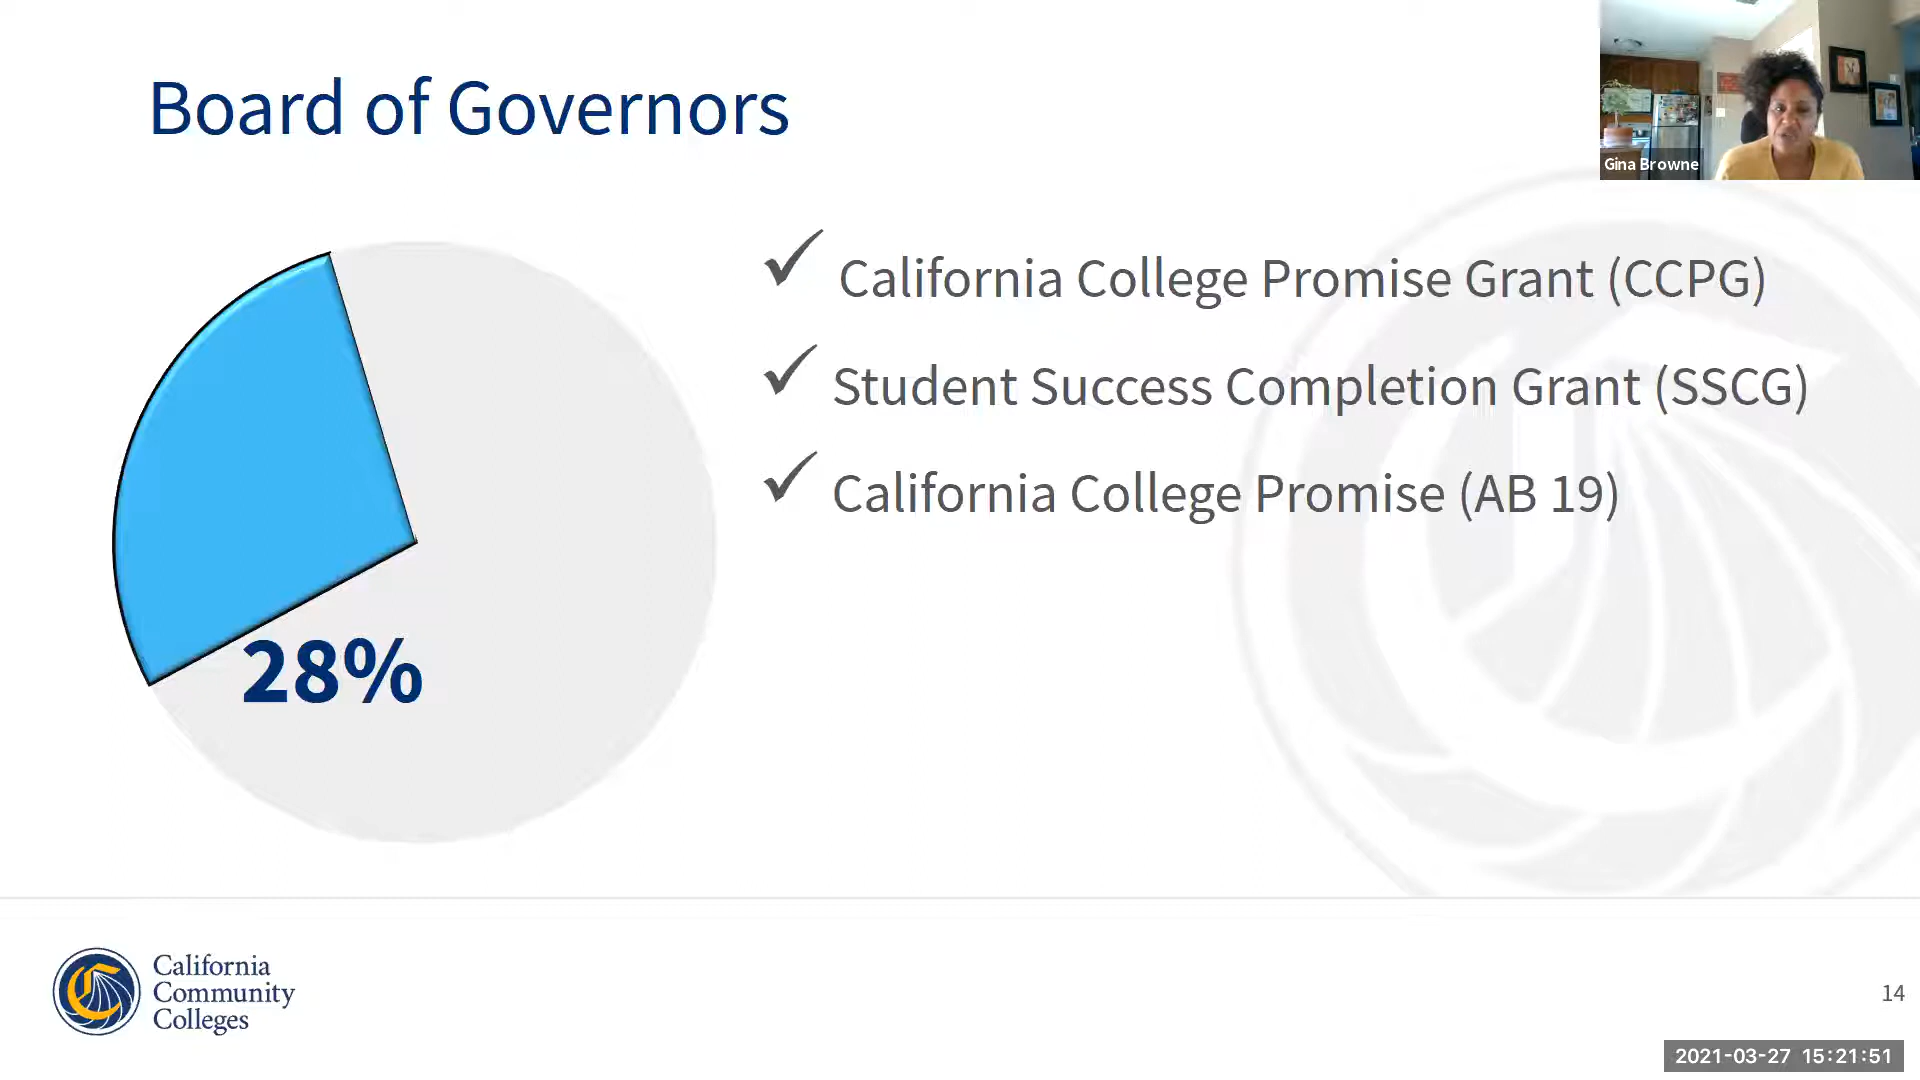 Board of Governors
Gina Browne
✓ California College Promise Grant (CCPG)
✓ Student Success Completion Grant (SSCG)
✓ California College Promise (AB 19)
28%
California
Community
Colleges
14
2021-03-27 15:21:51